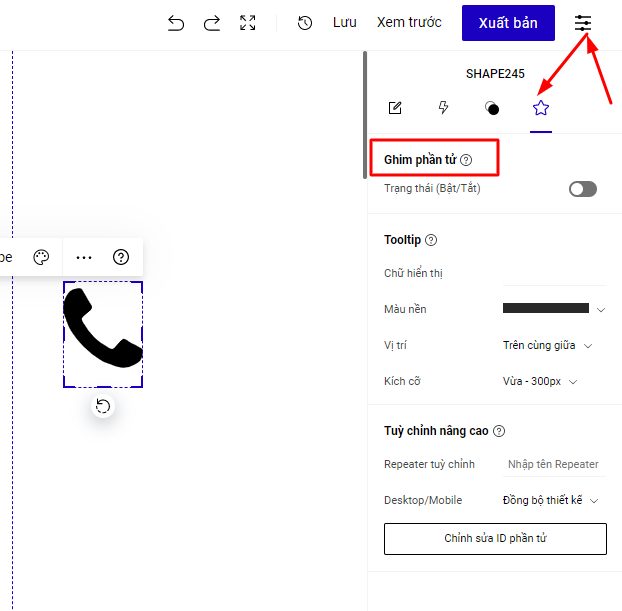 Lưu Xem trước Xuất bản
SHAPE245
Ghim phần tử ?
Trạng thái (Bật/Tắt)
Tooltip ?
pe ... ?
Chữ hiển thị
Màu nền
Vị trí Trên cùng giữa
Kích cỡ Vừa - 300px
Tuỳ chỉnh nâng cao ?
Repeater tuỳ chỉnh Nhập tên Repeater
Desktop/Mobile Đồng bộ thiết kế
Chỉnh sửa ID phần tử